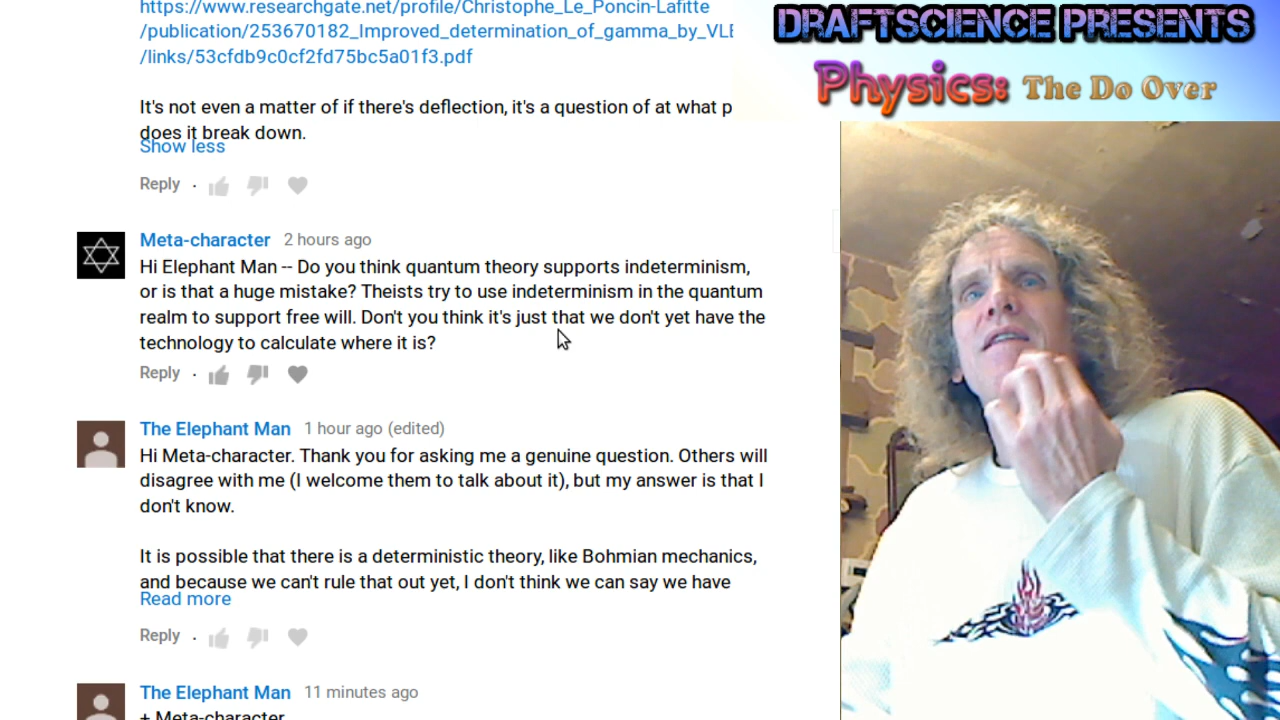 https://www.researchgate.net/profile/Christophe_Le_Poncin-Lafitte
/publication/253670182_Improved_determination_of_gamma_by_VLB
/links/53cfdb9c0cf2fd75bc5a01f3.pdf
It's not even a matter of if there's deflection, it's a question of at what p
does it break down.
Show less
Reply
Meta-character 2 hours ago
Hi Elephant Man -- Do you think quantum theory supports indeterminism,
or is that a huge mistake? Theists try to use indeterminism in the quantum
realm to support free will. Don't you think it's just that we don't yet have the
technology to calculate where it is?
Reply
The Elephant Man 1 hour ago (edited)
Hi Meta-character. Thank you for asking me a genuine question. Others will
disagree with me (I welcome them to talk about it), but my answer is that I
don't know.
It is possible that there is a deterministic theory, like Bohmian mechanics,
and because we can't rule that out yet, I don't think we can say we have
Read more
Reply
The Elephant Man 11 minutes ago
+ Meta-character
DRAFTSCIENCE PRESENTS
Physics: The Do Over